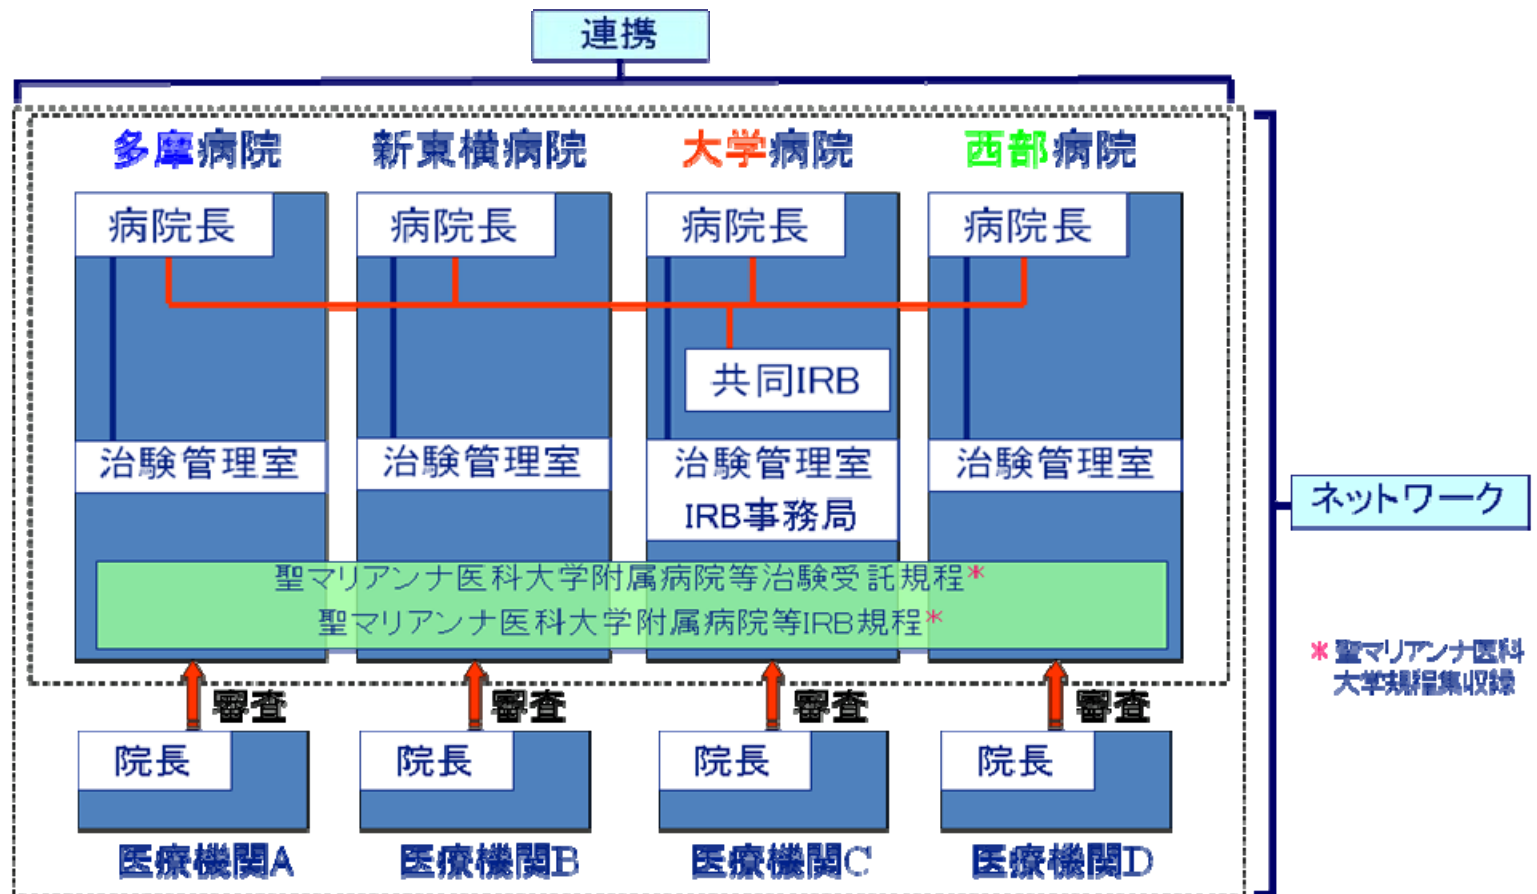 連携
多摩病院
新東横病院
大学病院
西部病院
病院長
病院長
病院長
病院長
共同IRB
治験管理室
治験管理室
治験管理室
IRB事務局
治験管理室
ネットワーク
聖マリアンナ医科大学附属病院等治験受託規程*
聖マリアンナ医科大学附属病院等IRB規程*
* 聖マリアンナ医科
大学規程集収録
審査
審査
審査
審査
院長
院長
院長
院長
医療機関A
医療機関B
医療機関C
医療機関D